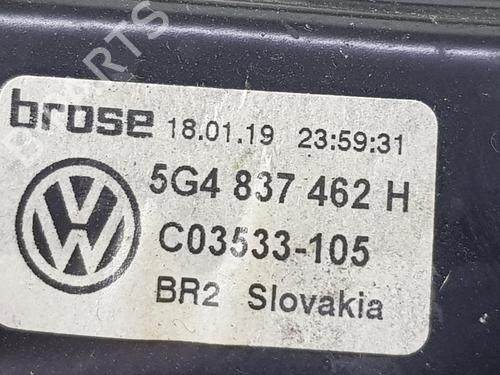 brose 18.01.19 23:59:31
5G4 837 462 H
C03533-105
BR2 Slovakia